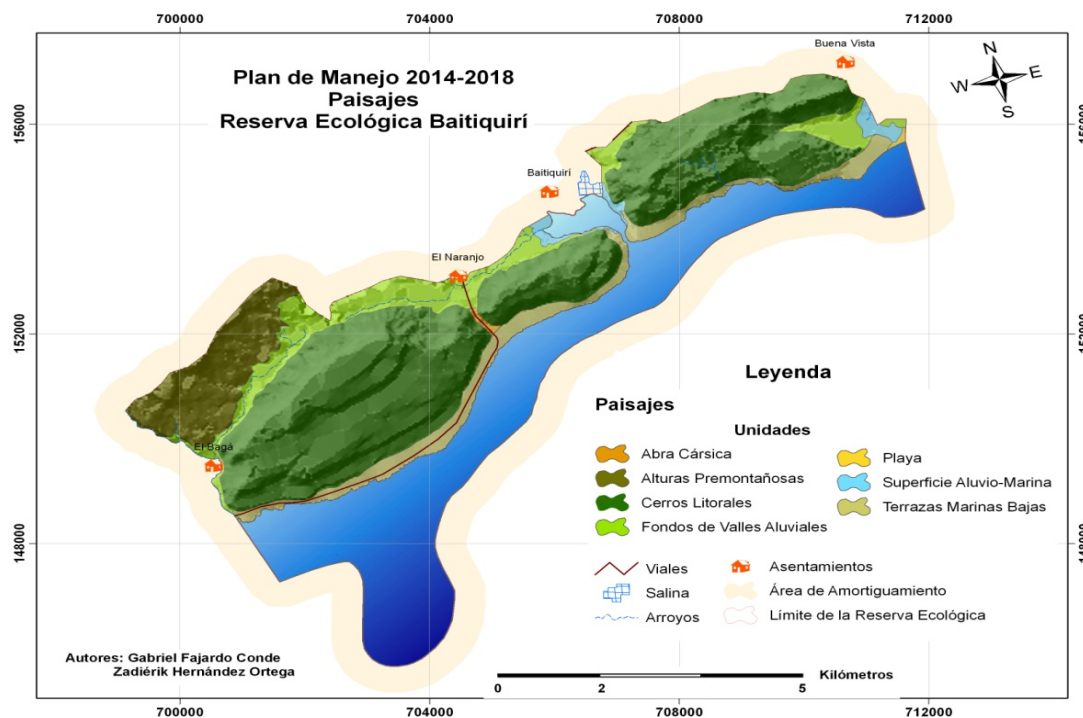 700000
704000
708000
712000
Buena Vista
N
W
E
S
Plan de Manejo 2014-2018
Paisajes
Reserva Ecológica Baitiquirí
156000
156000
Baitiquirí
El Naranjo
152000
152000
El Bagá
148000
148000
Leyenda
Paisajes
Unidades
Abra Cársica
Alturas Premontañosas
Cerros Litorales
Fondos de Valles Aluviales
Playa
Superficie Aluvio-Marina
Terrazas Marinas Bajas
Viales
Salina
Arroyos
Asentamientos
Área de Amortiguamiento
Límite de la Reserva Ecológica
Autores: Gabriel Fajardo Conde
Zadiérik Hernández Ortega
Kilómetros
0
2
5
700000
704000
708000
712000